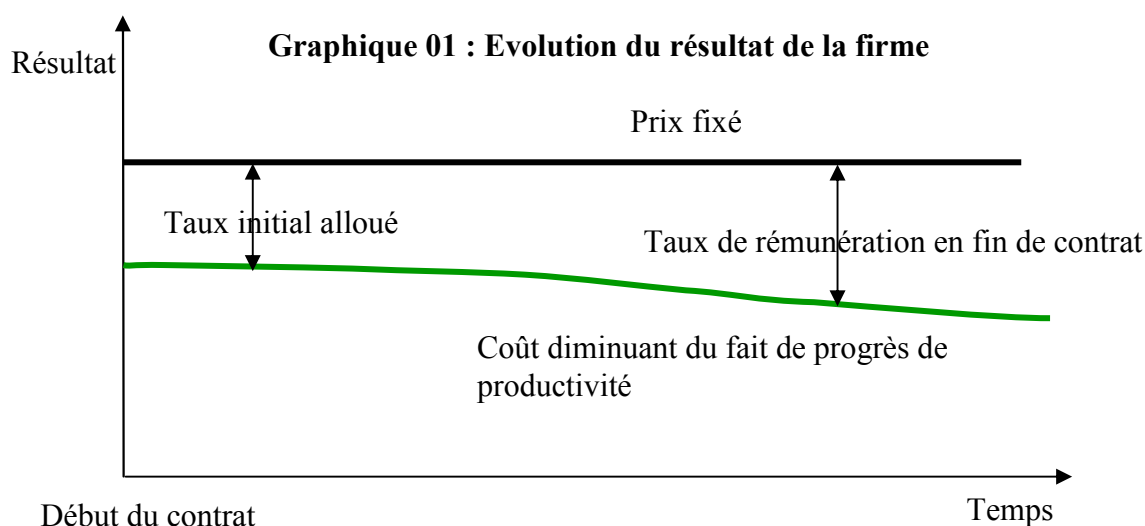 Graphique 01 : Evolution du résultat de la firme
Résultat
Prix fixé
Taux initial alloué
Taux de rémunération en fin de contrat
Coût diminuant du fait de progrès de
productivité
Début du contrat
Temps